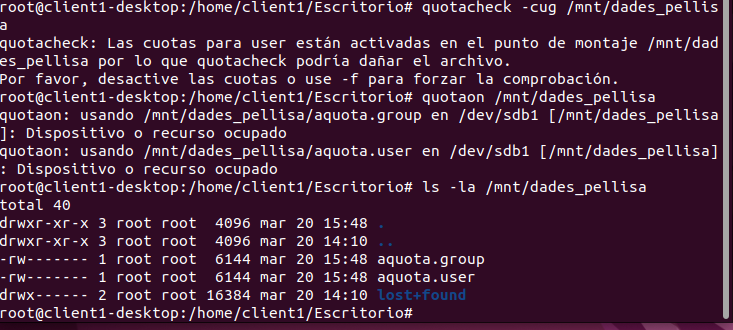 root@client1-desktop:/home/client1/Escritorio# quotacheck -cug /mnt/dades_pellis
a
quotacheck: Las cuotas para user están activadas en el punto de montaje /mnt/dad
es_pellisa por lo que quotacheck podría dañar el archivo.
Por favor, desactive las cuotas o use -f para forzar la comprobación.
root@client1-desktop:/home/client1/Escritorio# quotaon /mnt/dades_pellisa
quotaon: usando /mnt/dades_pellisa/aquota.group en /dev/sdb1 [/mnt/dades_pellisa
]: Dispositivo o recurso ocupado
quotaon: usando /mnt/dades_pellisa/aquota.user en /dev/sdb1 [/mnt/dades_pellisa]
: Dispositivo o recurso ocupado
root@client1-desktop:/home/client1/Escritorio# ls -la /mnt/dades_pellisa
total 40
drwxr-xr-x 3 root root  4096 mar 20 15:48 .
drwxr-xr-x 3 root root  4096 mar 20 14:10 ..
-rw------- 1 root root  6144 mar 20 15:48 aquota.group
-rw------- 1 root root  6144 mar 20 15:48 aquota.user
drwx------ 2 root root 16384 mar 20 14:10 lost+found
root@client1-desktop:/home/client1/Escritorio#